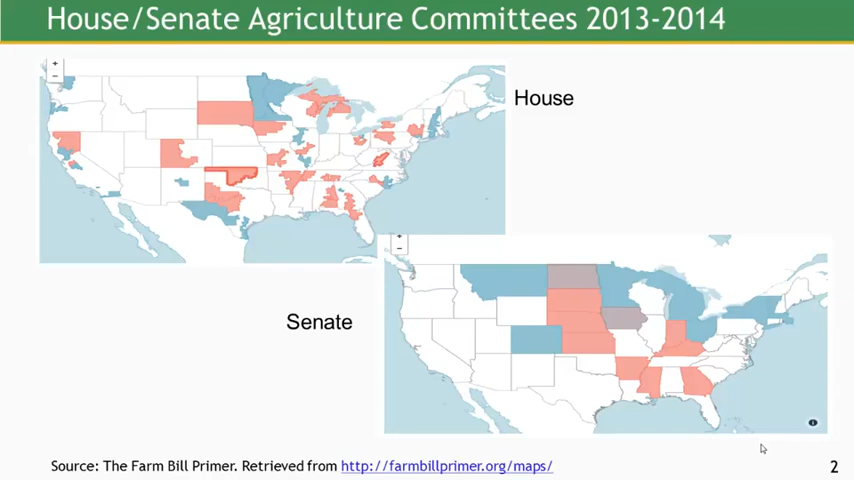 House/Senate Agriculture Committees 2013-2014
House
Senate
Source: The Farm Bill Primer. Retrieved from http://farmbillprimer.org/maps/
2